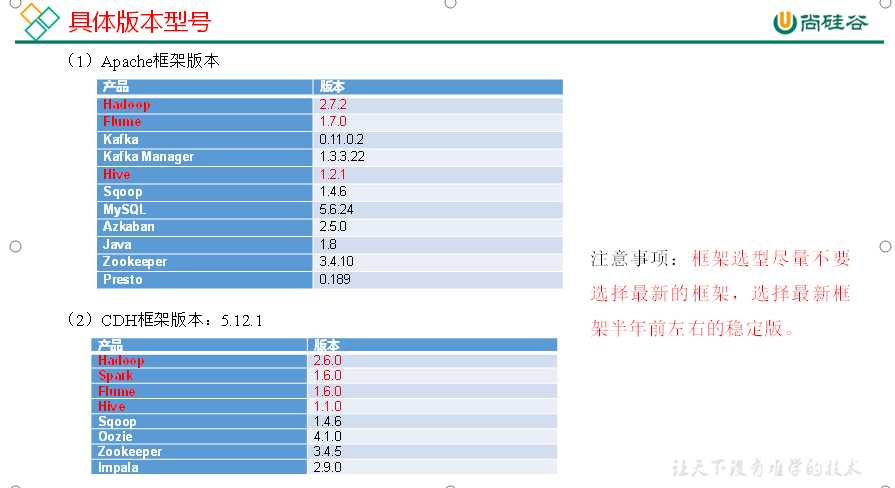 具体版本型号
尚硅谷
(1)Apache框架版本
产品 版本
Hadoop 2.7.2
Flume 1.7.0
Kafka 0.11.0.2
Kafka Manager 1.3.3.22
Hive 1.2.1
Sqoop 1.4.6
MySQL 5.6.24
Azkaban 2.5.0
Java 1.8
Zookeeper 3.4.10
Presto 0.189
注意事项：框架选型尽量不要
选择最新的框架，选择最新框
架半年前左右的稳定版。
(2)CDH框架版本：5.12.1
产品 版本
Hadoop 2.6.0
Spark 1.6.0
Flume 1.6.0
Hive 1.1.0
Sqoop 1.4.6
Oozie 4.1.0
Zookeeper 3.4.5
Impala 2.9.0
让天下没有难学的技术